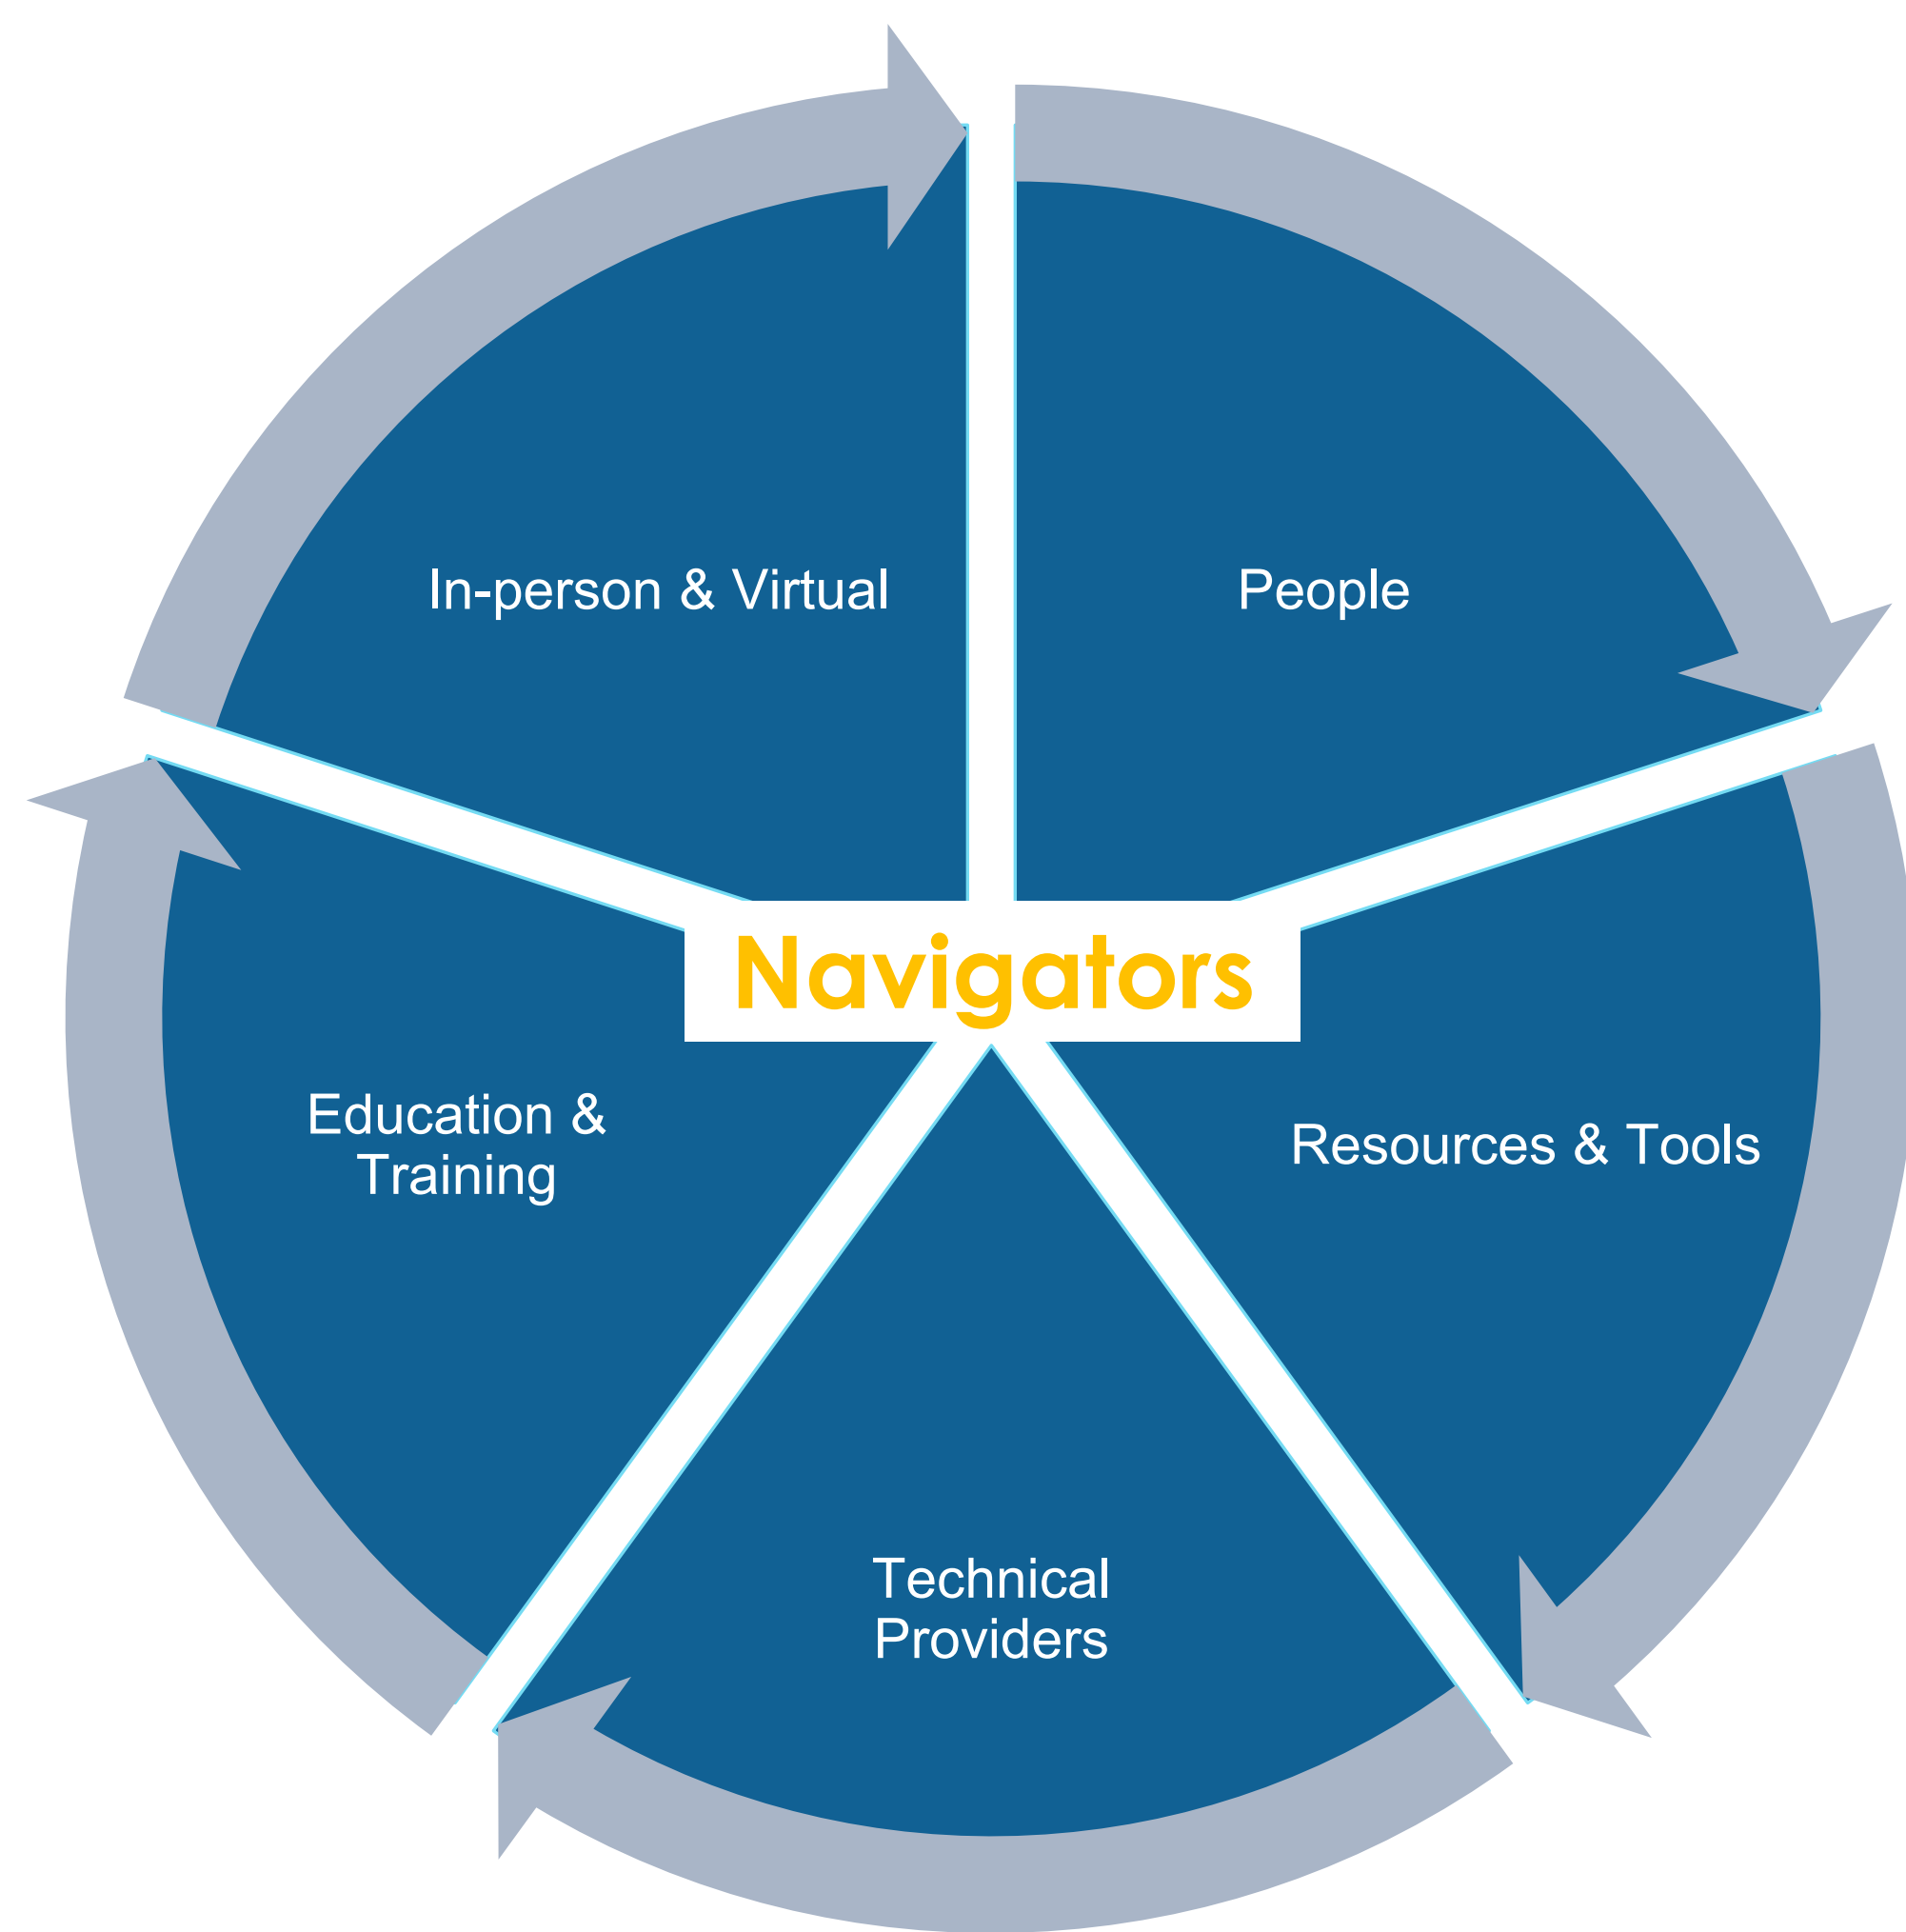 In-person & Virtual
People
Navigators
Education &
Training
Resources & Tools
Technical
Providers